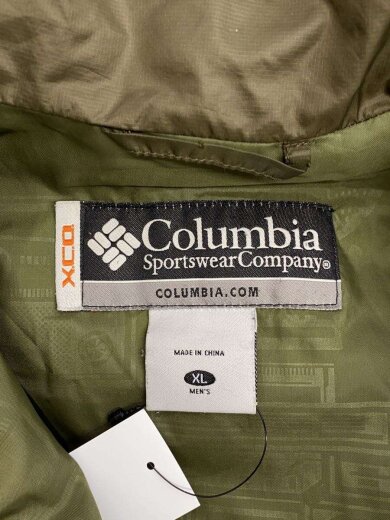 XCO
Columbia
Sportswear Company®
COLUMBIA.COM
MADE IN CHINA
XL
MEN'S